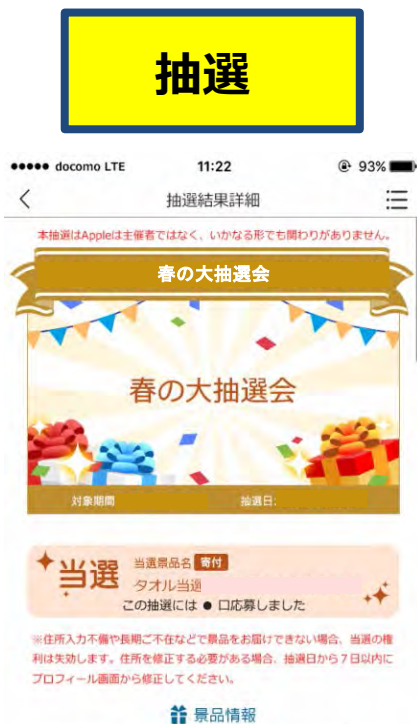 抽選
docomo LTE 11:22 93%
抽選結果詳細
本抽選はAppleは主催者ではなく、いかなる形でも関わりがありません。
春の大抽選会
春の大抽選会
対象期間 抽選日:
当選 当選景品名 寄付
タオル当選
この抽選には ● 口応募しました
※住所入力不備や長期ご不在などで景品をお届けできない場合、当選の権
利は失効します。住所を修正する必要がある場合、抽選日から7日以内に
プロフィール画面から修正してください。
景品情報